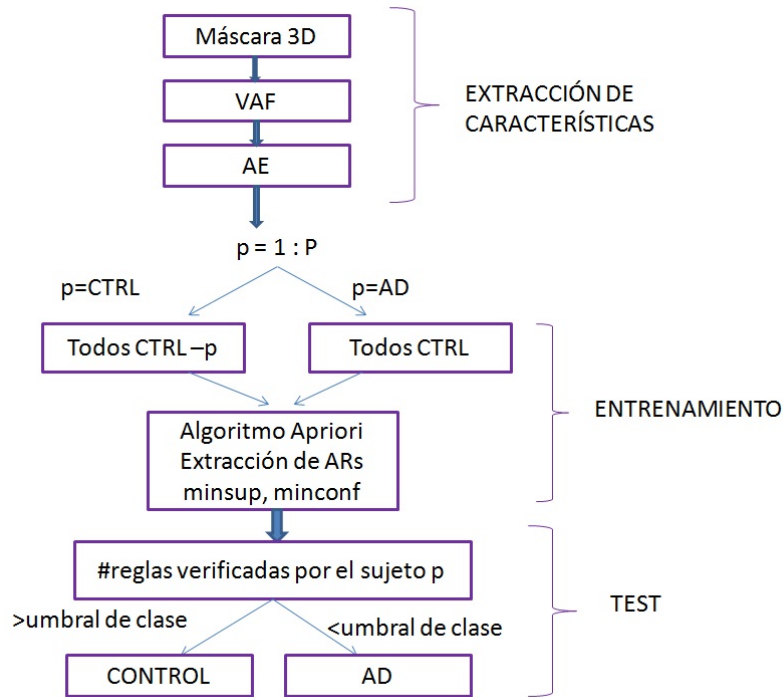 Máscara 3D
VAF
AE
EXTRACCIÓN DE
CARACTERÍSTICAS
p = 1 : P
p=CTRL
p=AD
Todos CTRL –p
Todos CTRL
Algoritmo Apriori
Extracción de ARs
minsup, minconf
ENTRENAMIENTO
#reglas verificadas por el sujeto p
>umbral de clase
<umbral de clase
TEST
CONTROL
AD